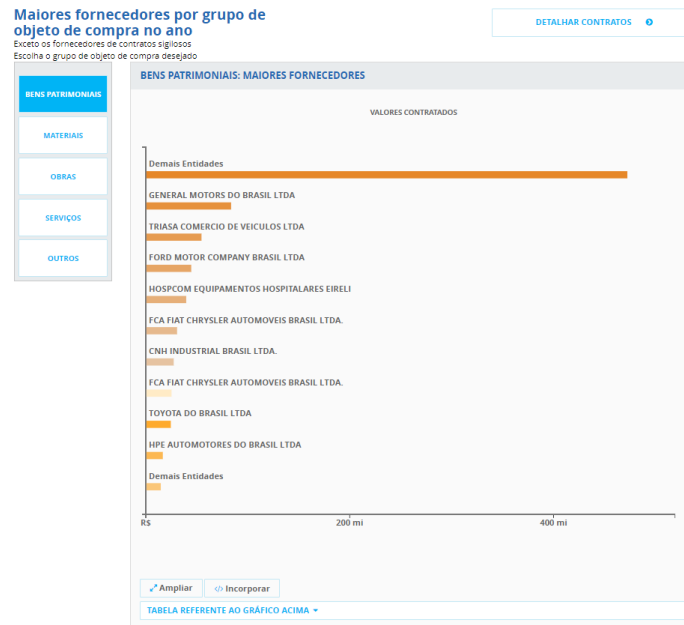 Maiores fornecedores por grupo de
objeto de compra no ano
Exceto os fornecedores de contratos sigilosos
Escolha o grupo de objeto de compra desejado
DETALHAR CONTRATOS
BENS PATRIMONIAIS
MATERIAIS
OBRAS
SERVIÇOS
OUTROS
BENS PATRIMONIAIS: MAIORES FORNECEDORES
VALORES CONTRATADOS
Demais Entidades
GENERAL MOTORS DO BRASIL LTDA
TRIASA COMERCIO DE VEICULOS LTDA
FORD MOTOR COMPANY BRASIL LTDA
HOSPCOM EQUIPAMENTOS HOSPITALARES EIRELI
FCA FIAT CHRYSLER AUTOMOVEIS BRASIL LTDA.
CNH INDUSTRIAL BRASIL LTDA.
FCA FIAT CHRYSLER AUTOMOVEIS BRASIL LTDA.
TOYOTA DO BRASIL LTDA
HPE AUTOMOTORES DO BRASIL LTDA
Demais Entidades
R$ 200 mi 400 mi
Ampliar </> Incorporar
TABELA REFERENTE AO GRÁFICO ACIMA